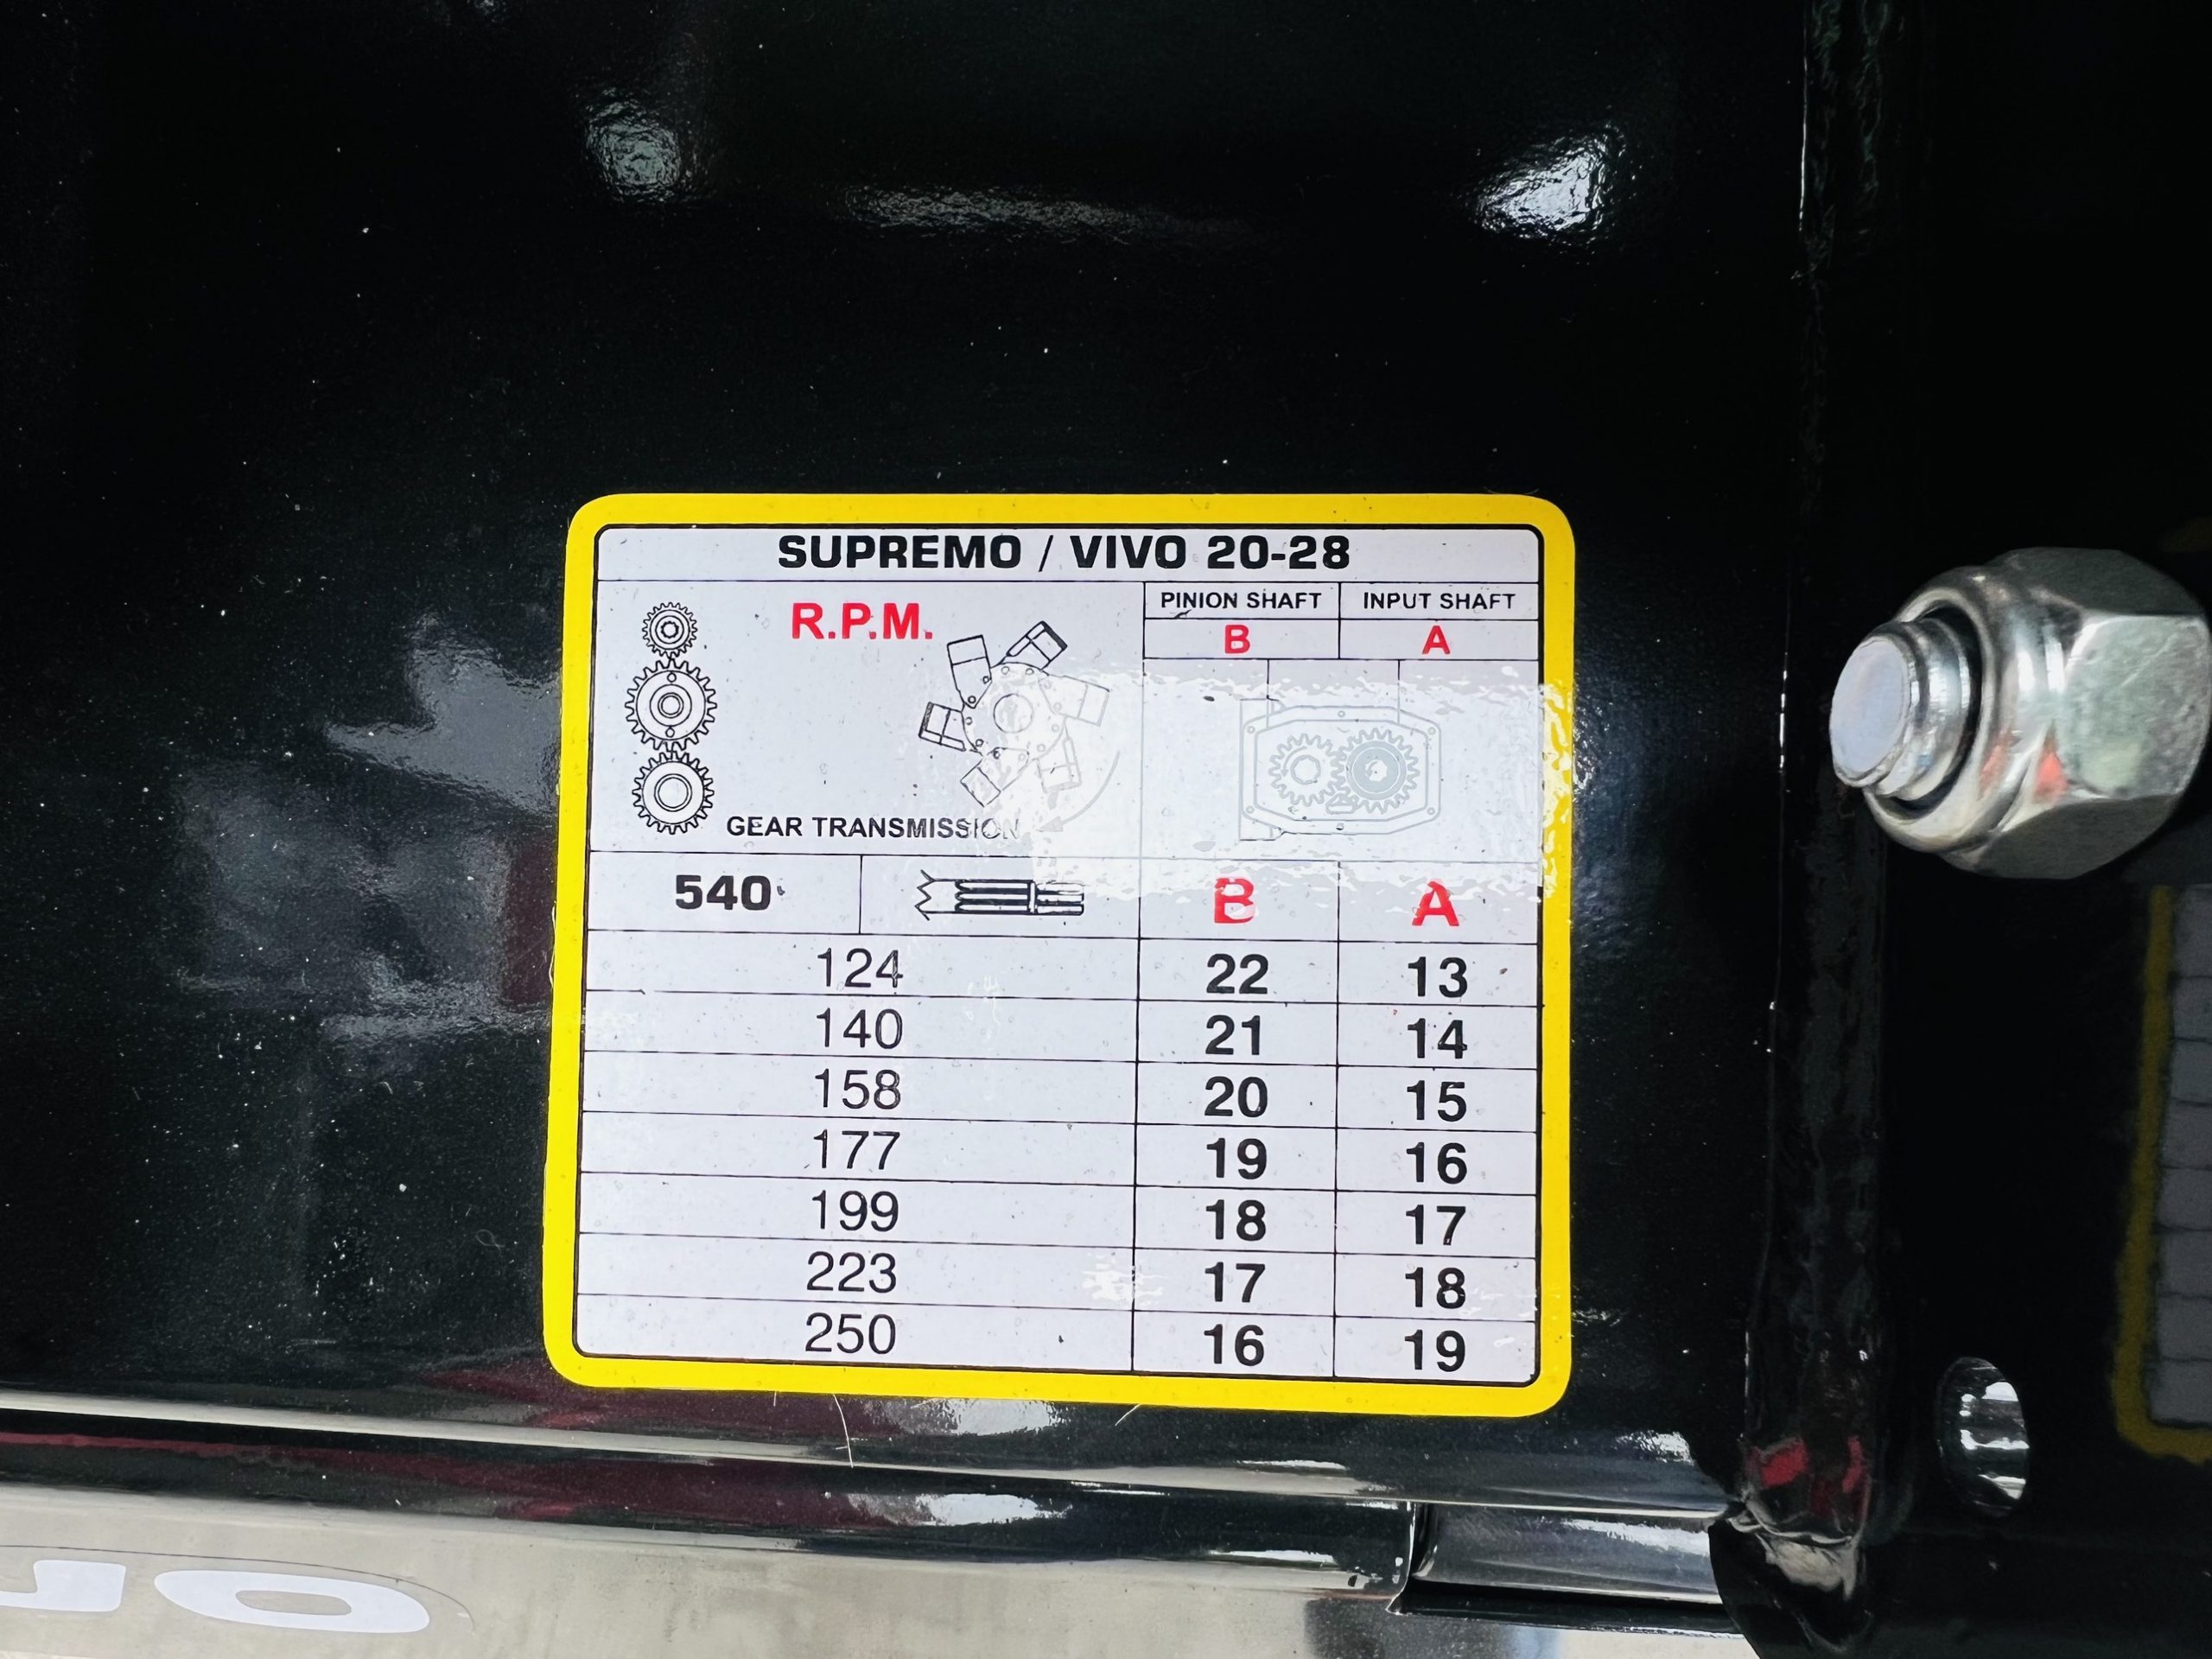 SUPREMO / VIVO 20-28
R.P.M.
PINION SHAFT INPUT SHAFT
B A
GEAR TRANSMISSION
540 B A
124 22 13
140 21 14
158 20 15
177 19 16
199 18 17
223 17 18
250 16 19